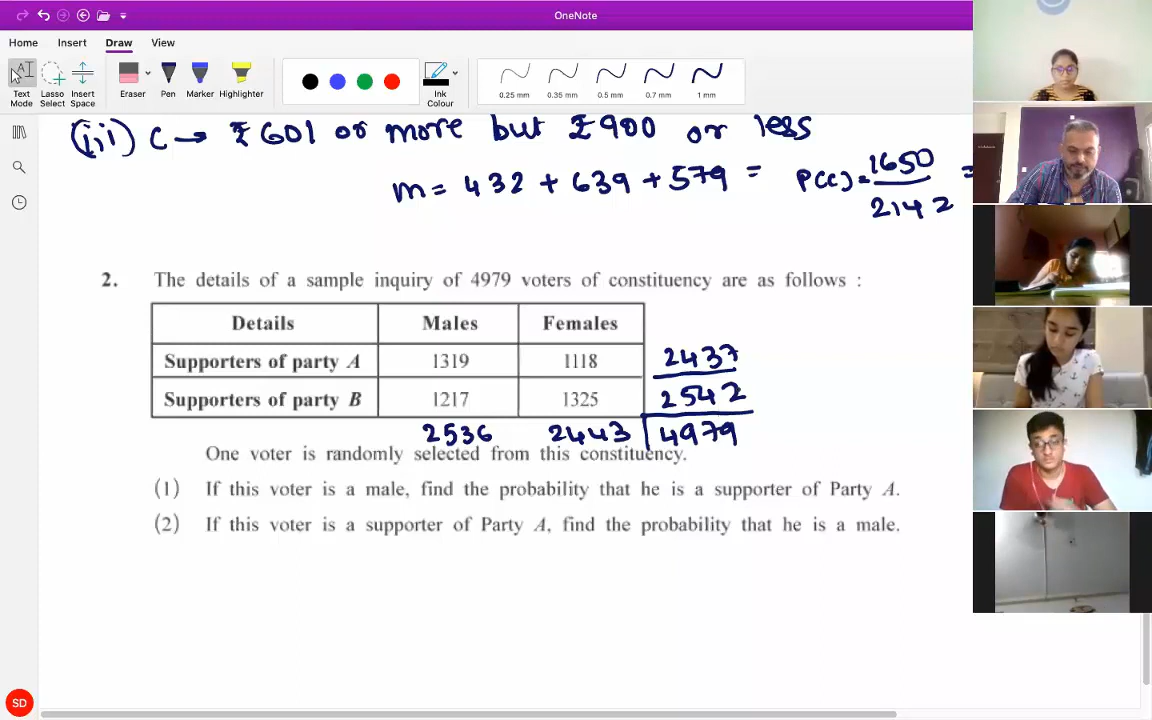 OneNote
Home Insert Draw View
Text Mode Lasso Select Insert Space Eraser Pen Marker Highlighter Ink Colour 0.25 mm 0.35 mm 0.5 mm 0.7 mm 1 mm
(iii) C → ₹601 or more but ₹900 or less
m = 432 + 639 + 579 = P(C) = 1650 / 2142 =
2. The details of a sample inquiry of 4979 voters of constituency are as follows :
Details Males Females
Supporters of party A 1319 1118 2437
Supporters of party B 1217 1325 2542
2536 2443 4979
One voter is randomly selected from this constituency.
(1) If this voter is a male, find the probability that he is a supporter of Party A.
(2) If this voter is a supporter of Party A, find the probability that he is a male.
SD